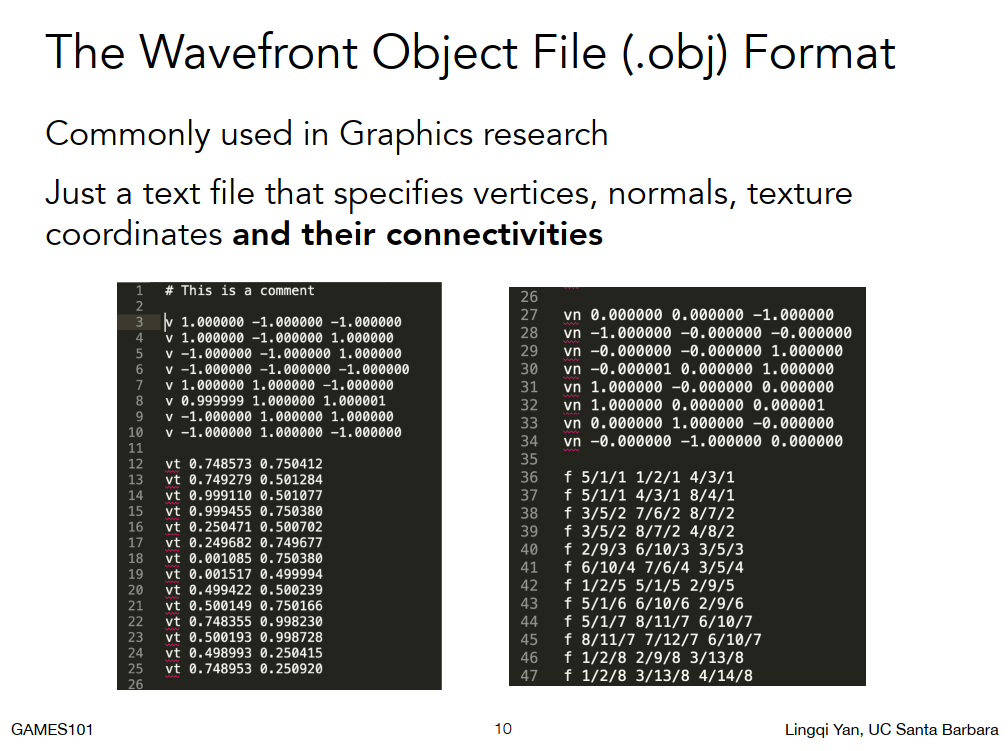 The Wavefront Object File (.obj) Format
Commonly used in Graphics research
Just a text file that specifies vertices, normals, texture
coordinates and their connectivities
1 # This is a comment
2
3 v 1.000000 -1.000000 -1.000000
4 v 1.000000 -1.000000 1.000000
5 v -1.000000 -1.000000 1.000000
6 v -1.000000 -1.000000 -1.000000
7 v 1.000000 1.000000 -1.000000
8 v 0.999999 1.000000 1.000001
9 v -1.000000 1.000000 1.000000
10 v -1.000000 1.000000 -1.000000
11
12 vt 0.748573 0.750412
13 vt 0.749279 0.501284
14 vt 0.999110 0.501077
15 vt 0.999455 0.750380
16 vt 0.250471 0.500702
17 vt 0.249682 0.749677
18 vt 0.001085 0.750380
19 vt 0.001517 0.499994
20 vt 0.499422 0.500239
21 vt 0.500149 0.750166
22 vt 0.748355 0.998230
23 vt 0.500193 0.998728
24 vt 0.498993 0.250415
25 vt 0.748953 0.250920
26
26
27 vn 0.000000 0.000000 -1.000000
28 vn -1.000000 -0.000000 -0.000000
29 vn -0.000000 -0.000000 1.000000
30 vn -0.000001 0.000000 1.000000
31 vn 1.000000 -0.000000 0.000000
32 vn 1.000000 0.000000 0.000001
33 vn 0.000000 1.000000 -0.000000
34 vn -0.000000 -1.000000 0.000000
35
36 f 5/1/1 1/2/1 4/3/1
37 f 5/1/1 4/3/1 8/4/1
38 f 3/5/2 7/6/2 8/7/2
39 f 3/5/2 8/7/2 4/8/2
40 f 2/9/3 6/10/3 3/5/3
41 f 6/10/4 7/6/4 3/5/4
42 f 1/2/5 5/1/5 2/9/5
43 f 5/1/6 6/10/6 2/9/6
44 f 5/1/7 8/11/7 6/10/7
45 f 8/11/7 7/12/7 6/10/7
46 f 1/2/8 2/9/8 3/13/8
47 f 1/2/8 3/13/8 4/14/8
GAMES101
10
Lingqi Yan, UC Santa Barbara